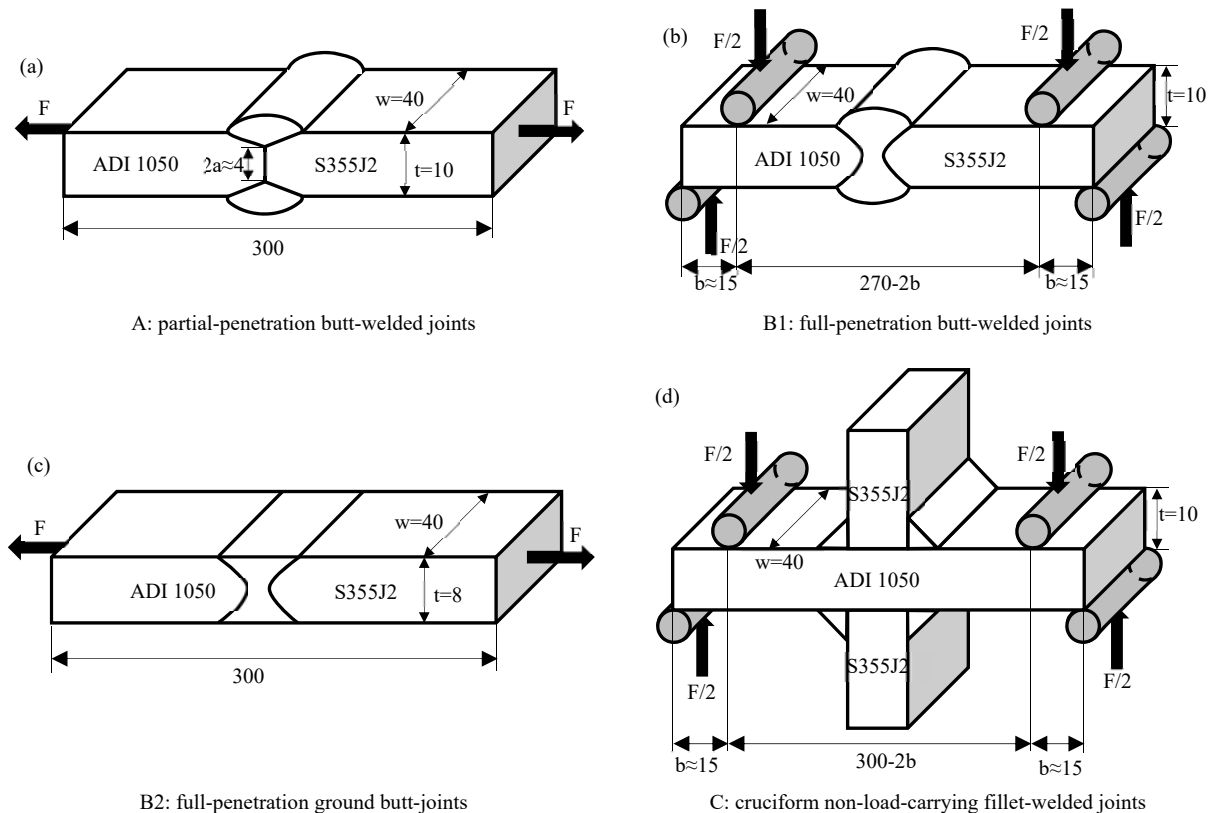 (a)
F
w=40
F
ADI 1050
2a≈4
S355J2
t=10
300
A: partial-penetration butt-welded joints
(b)
F/2
F/2
w=40
t=10
ADI 1050
S355J2
F/2
F/2
b≈15
270-2b
b≈15
B1: full-penetration butt-welded joints
(c)
F
w=40
F
ADI 1050
S355J2
t=8
300
B2: full-penetration ground butt-joints
(d)
F/2
F/2
S355J2
t=10
w=40
ADI 1050
S355J2
F/2
F/2
b≈15
300-2b
b≈15
C: cruciform non-load-carrying fillet-welded joints